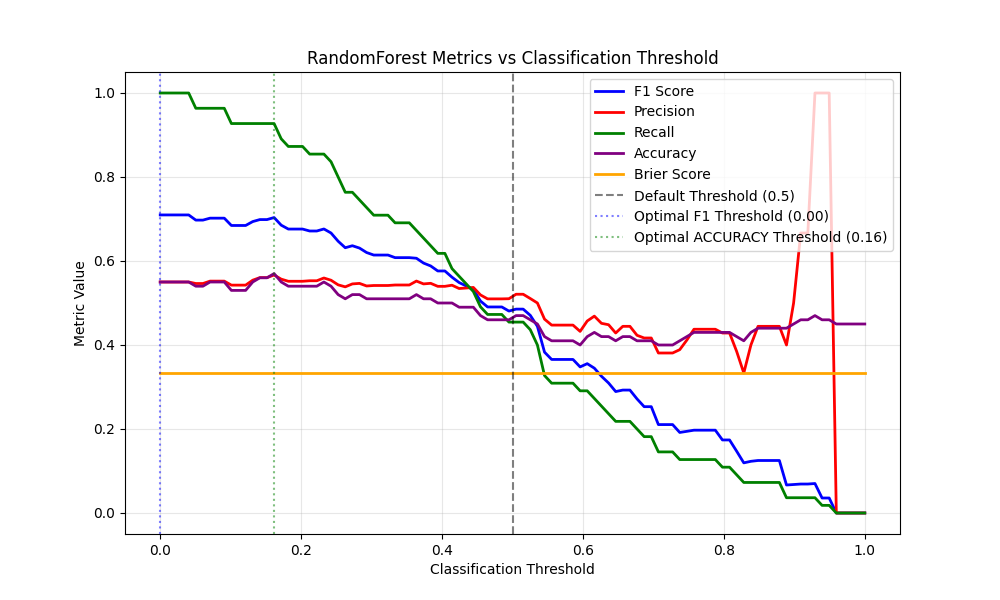 RandomForest Metrics vs Classification Threshold
F1 Score
Precision
Recall
Accuracy
Brier Score
Default Threshold (0.5)
Optimal F1 Threshold (0.00)
Optimal ACCURACY Threshold (0.16)
Metric Value
1.0
0.8
0.6
0.4
0.2
0.0
0.0 0.2 0.4 0.6 0.8 1.0
Classification Threshold